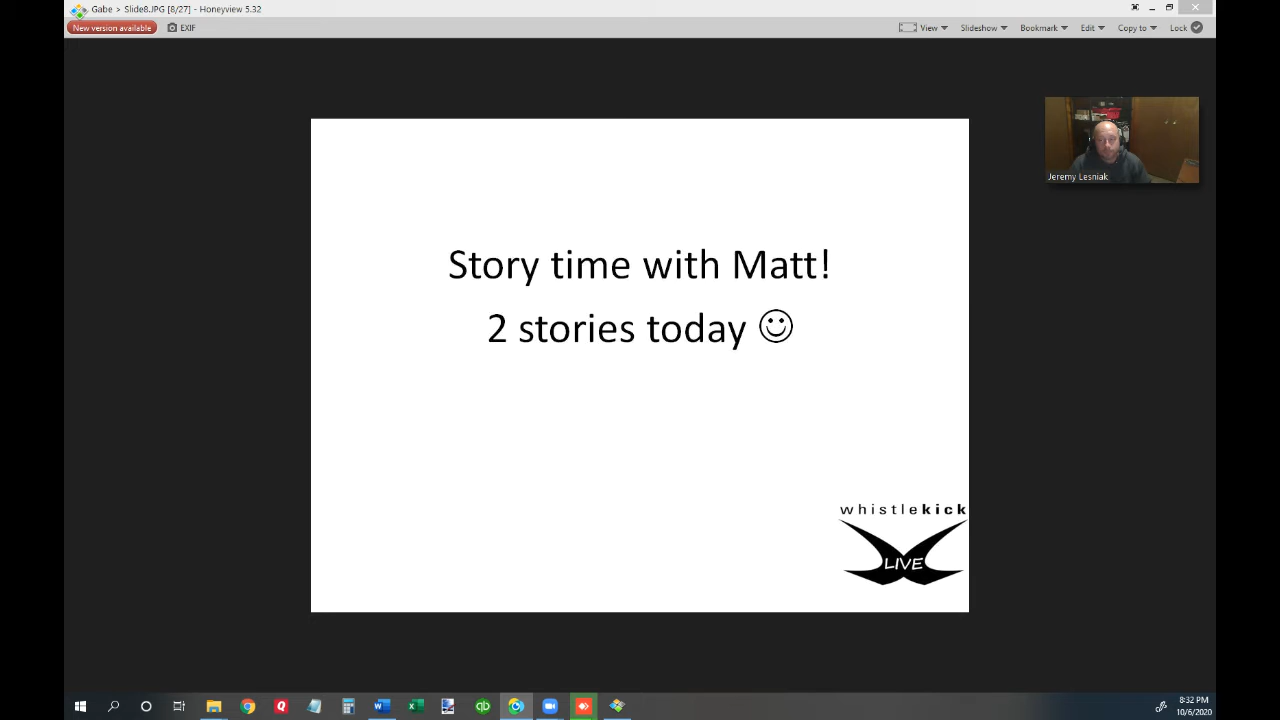 Gabe > Slide8.JPG [8/27] - Honeyview 5.32
New version available
EXIF
View
Slideshow
Bookmark
Edit
Copy to
Lock
Jeremy Lesniak
Story time with Matt!
2 stories today ☺
whistlekick
LIVE
8:32 PM
10/6/2020